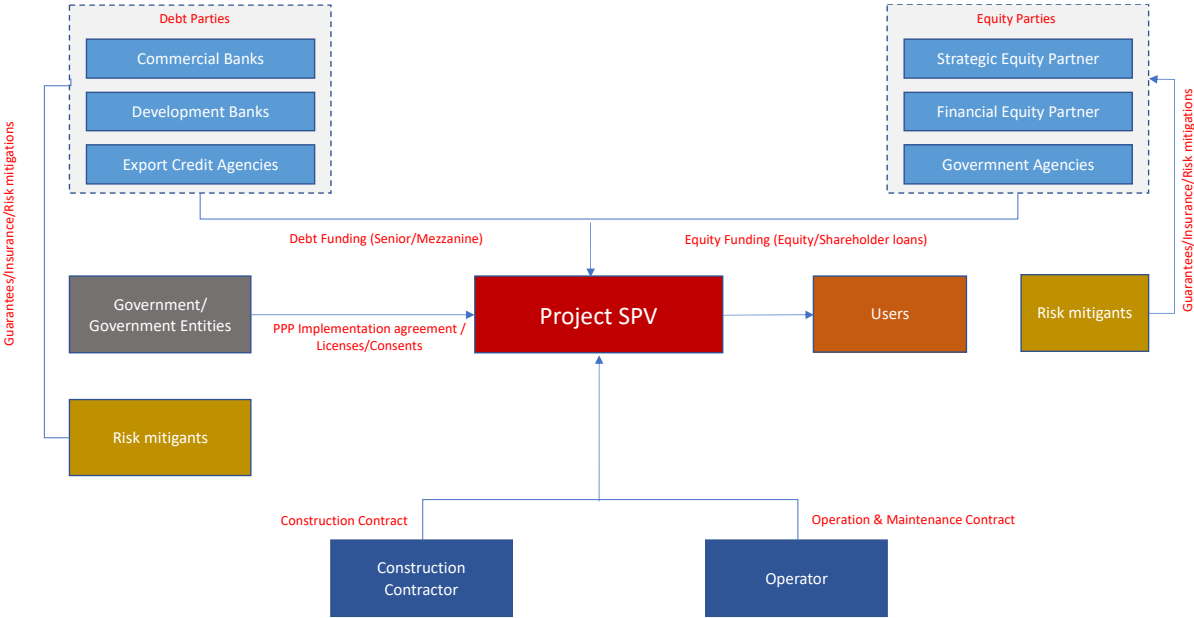 Debt Parties
Commercial Banks
Development Banks
Export Credit Agencies
Equity Parties
Strategic Equity Partner
Financial Equity Partner
Govermnent Agencies
Guarantees/Insurance/Risk mitigations
Guarantees/Insurance/Risk mitigations
Debt Funding (Senior/Mezzanine)
Equity Funding (Equity/Shareholder loans)
Government/
Government Entities
PPP Implementation agreement /
Licenses/Consents
Project SPV
Users
Risk mitigants
Risk mitigants
Construction Contract
Operation & Maintenance Contract
Construction
Contractor
Operator